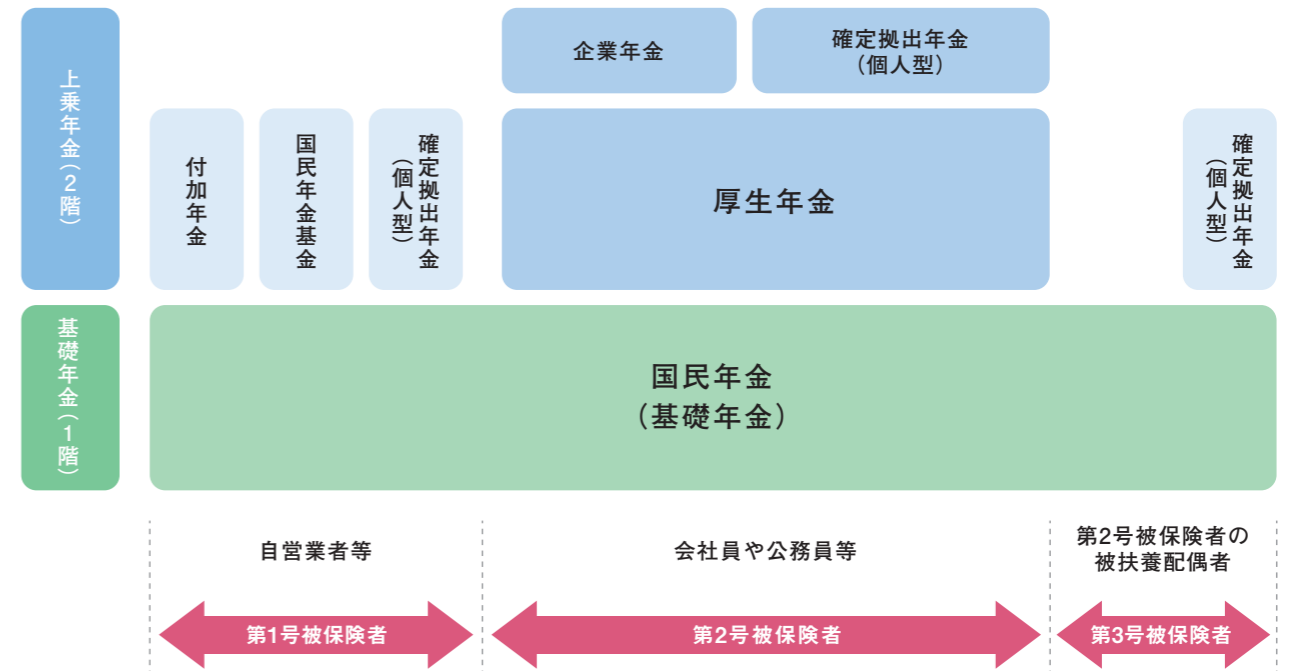 上乗年金(2階)
企業年金
確定拠出年金
(個人型)
付加年金
国民年金基金
確定拠出年金
(個人型)
厚生年金
確定拠出年金
(個人型)
基礎年金(1階)
国民年金
(基礎年金)
自営業者等
会社員や公務員等
第2号被保険者の
被扶養配偶者
第1号被保険者
第2号被保険者
第3号被保険者